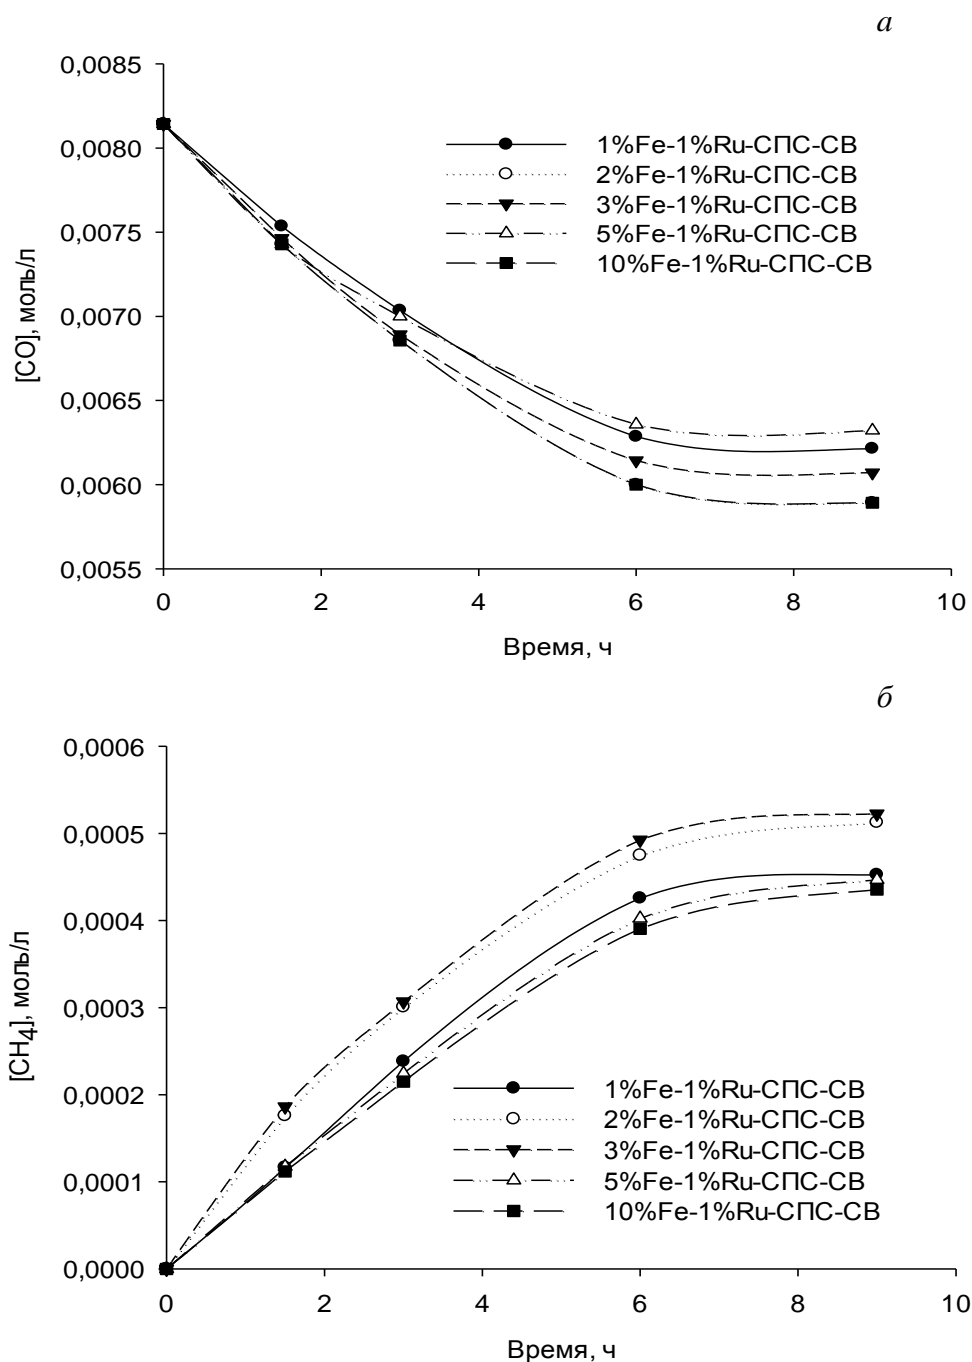 а
0,0085
0,0080
0,0075
0,0070
0,0065
0,0060
0,0055
[CO], моль/л
1%Fe-1%Ru-СПС-СВ
2%Fe-1%Ru-СПС-СВ
3%Fe-1%Ru-СПС-СВ
5%Fe-1%Ru-СПС-СВ
10%Fe-1%Ru-СПС-СВ
0 2 4 6 8 10
Время, ч
б
0,0006
0,0005
0,0004
0,0003
0,0002
0,0001
0,0000
[CH4], моль/л
1%Fe-1%Ru-СПС-СВ
2%Fe-1%Ru-СПС-СВ
3%Fe-1%Ru-СПС-СВ
5%Fe-1%Ru-СПС-СВ
10%Fe-1%Ru-СПС-СВ
0 2 4 6 8 10
Время, ч